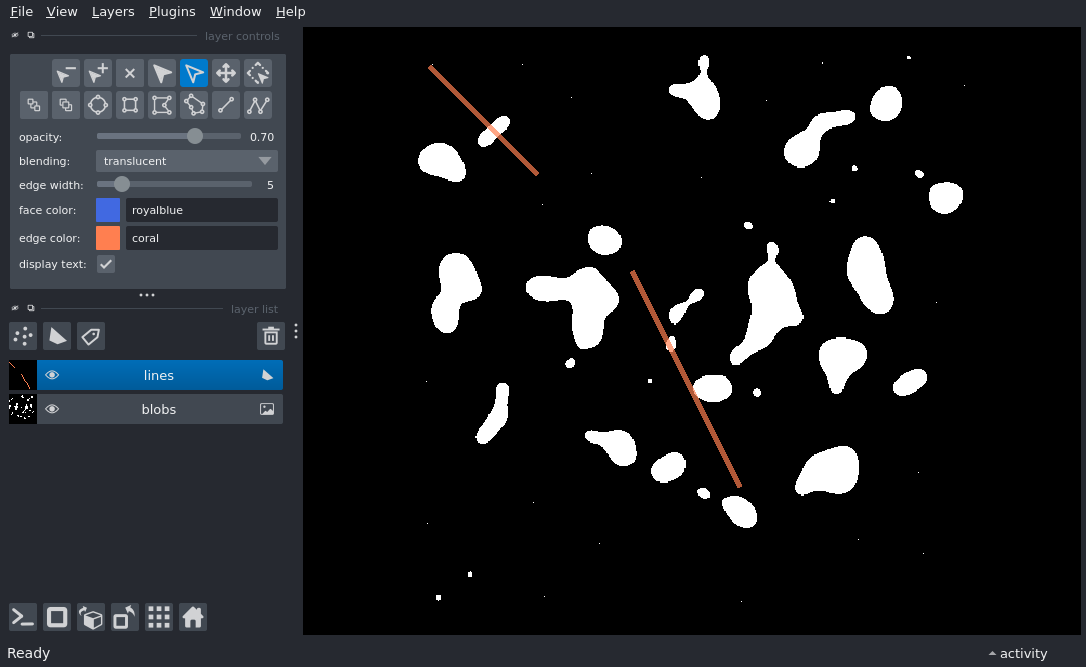 File View Layers Plugins Window Help
layer controls
opacity: 0.70
blending: translucent
edge width: 5
face color: royalblue
edge color: coral
display text:
layer list
lines
blobs
Ready
activity